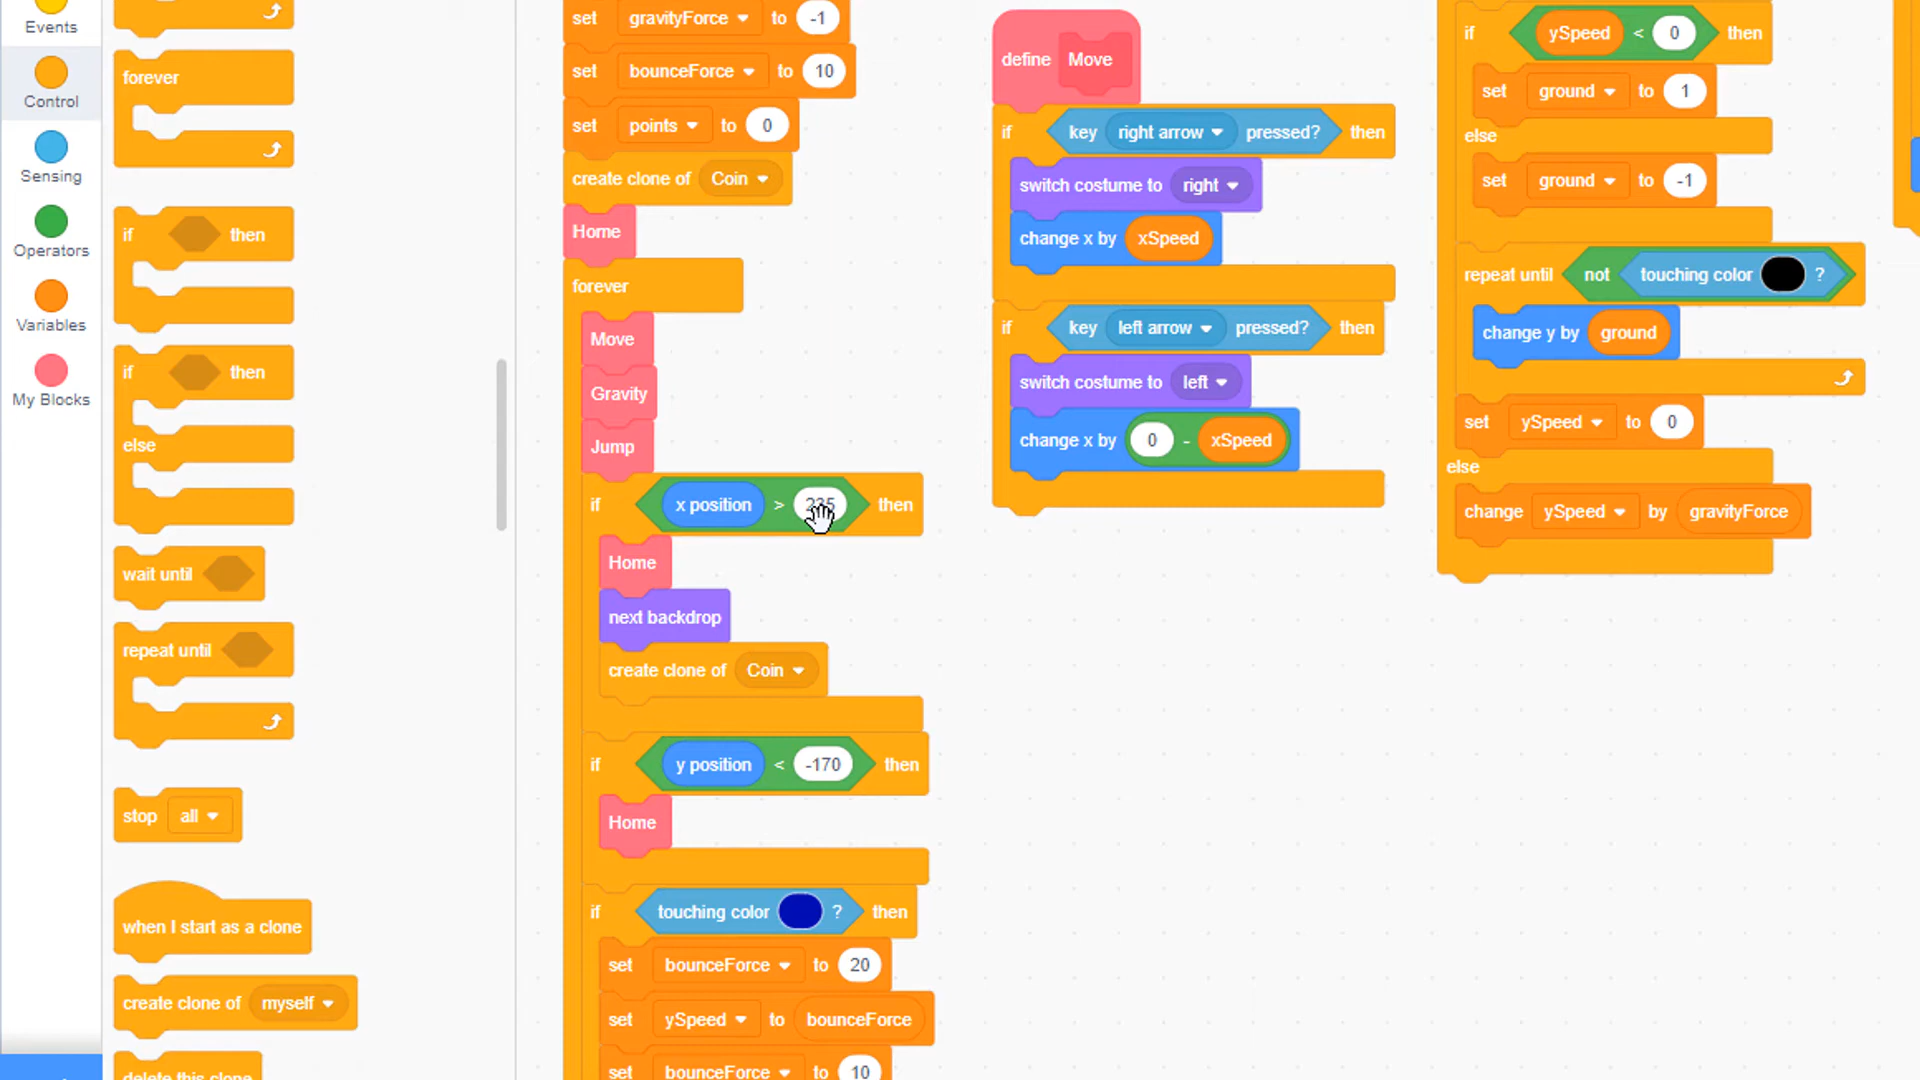 Events
Control
Sensing
Operators
Variables
My Blocks
forever
if then
if then
else
wait until
repeat until
stop all
when I start as a clone
create clone of myself
delete this clone
set gravityForce to -1
set bounceForce to 10
set points to 0
create clone of Coin
Home
forever
Move
Gravity
Jump
if x position > 235 then
Home
next backdrop
create clone of Coin
if y position < -170 then
Home
if touching color ? then
set bounceForce to 20
set ySpeed to bounceForce
set bounceForce to 10
define Move
if key right arrow pressed? then
switch costume to right
change x by xSpeed
if key left arrow pressed? then
switch costume to left
change x by 0 - xSpeed
if ySpeed < 0 then
set ground to 1
else
set ground to -1
repeat until not touching color ?
change y by ground
set ySpeed to 0
else
change ySpeed by gravityForce